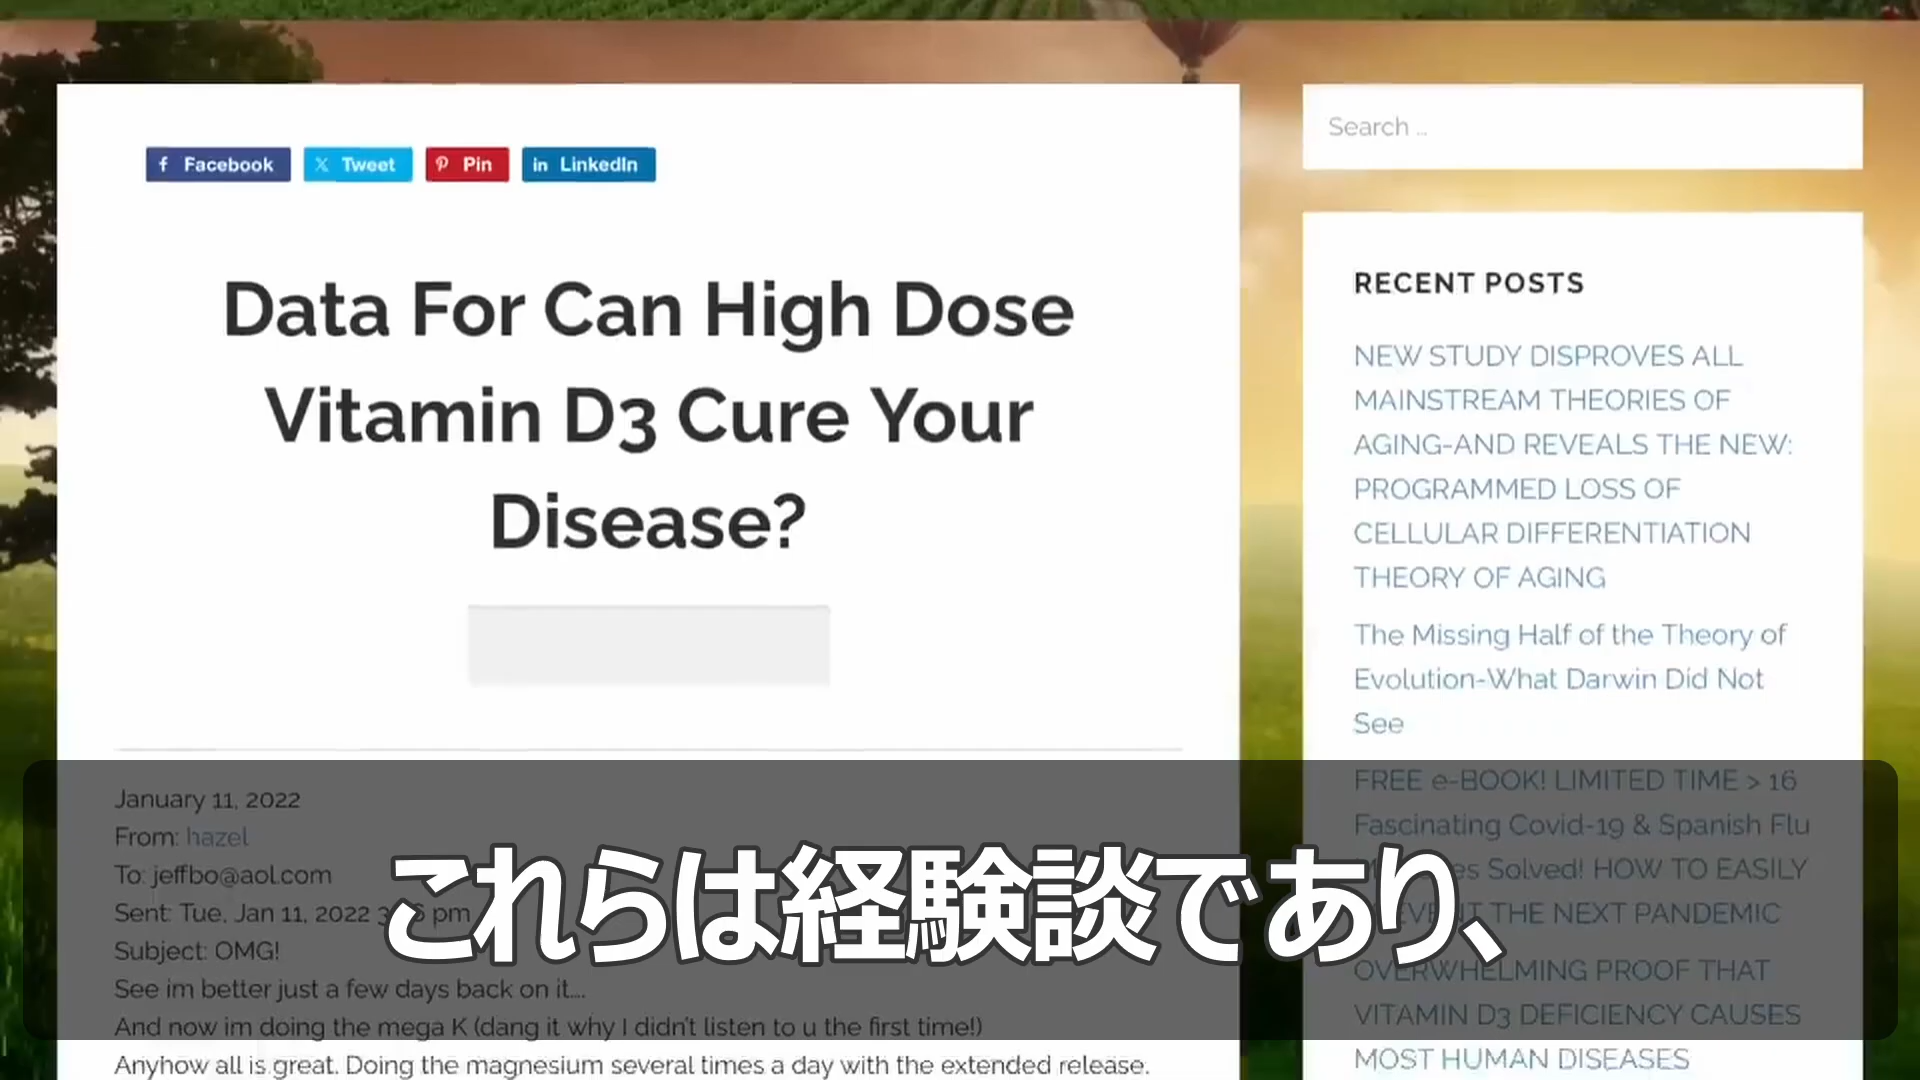 Facebook
Tweet
Pin
LinkedIn
Data For Can High Dose
Vitamin D3 Cure Your
Disease?
January 11, 2022
From: hazel
To: jeffbo@aol.com
Sent: Tue, Jan 11, 2022 pm
Subject: OMG!
See im better just a few days back on it....
And now im doing the mega K (dang it why I didn't listen to u the first time!)
Anyhow all is great. Doing the magnesium several times a day with the extended release.
Search ...
RECENT POSTS
NEW STUDY DISPROVES ALL
MAINSTREAM THEORIES OF
AGING-AND REVEALS THE NEW:
PROGRAMMED LOSS OF
CELLULAR DIFFERENTIATION
THEORY OF AGING
The Missing Half of the Theory of
Evolution-What Darwin Did Not
See
FREE e-BOOK! LIMITED TIME > 16
Fascinating Covid-19 & Spanish Flu
Solved! HOW TO EASILY
THE NEXT PANDEMIC
OVERWHELMING PROOF THAT
VITAMIN D3 DEFICIENCY CAUSES
MOST HUMAN DISEASES
これらは経験談であり、